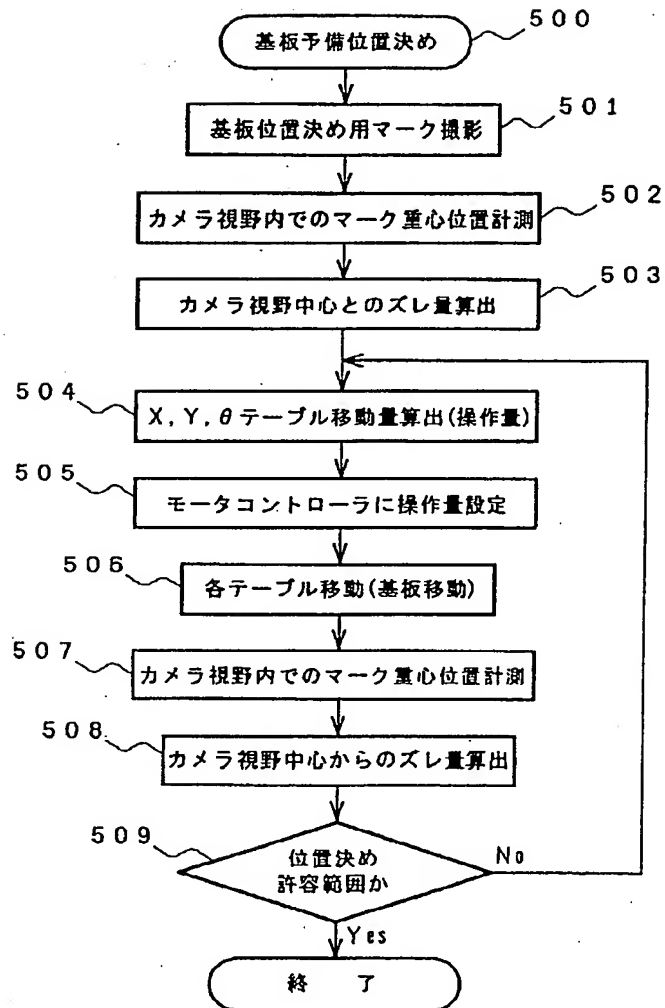 基板予備位置決め
500
基板位置決め用マーク撮影
501
カメラ視野内でのマーク重心位置計測
502
カメラ視野中心とのズレ量算出
503
504
X, Y, θテーブル移動量算出(操作量)
505
モータコントローラに操作量設定
506
各テーブル移動(基板移動)
507
カメラ視野内でのマーク重心位置計測
508
カメラ視野中心からのズレ量算出
509
位置決め
許容範囲か
No
Yes
終 了